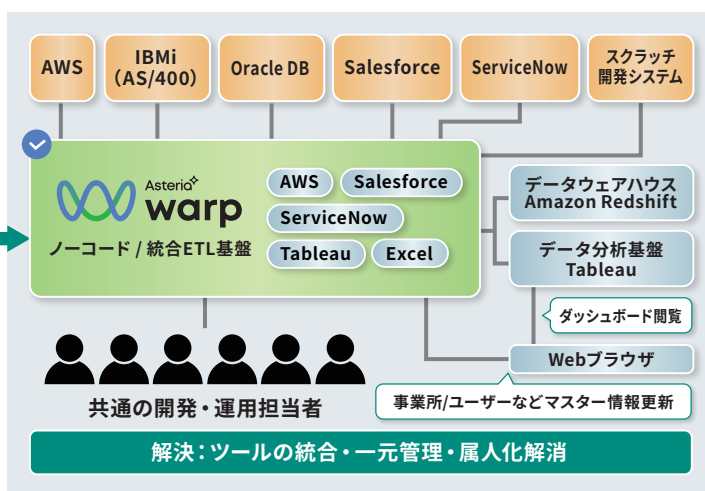 AWS
IBMi
（AS/400）
Oracle DB
Salesforce
ServiceNow
スクラッチ
開発システム
Asteria
warp
ノーコード / 統合ETL基盤
AWS
Salesforce
ServiceNow
Tableau
Excel
データウェアハウス
Amazon Redshift
データ分析基盤
Tableau
ダッシュボード閲覧
Webブラウザ
事業所/ユーザーなどマスター情報更新
共通の開発・運用担当者
解決：ツールの統合・一元管理・属人化解消